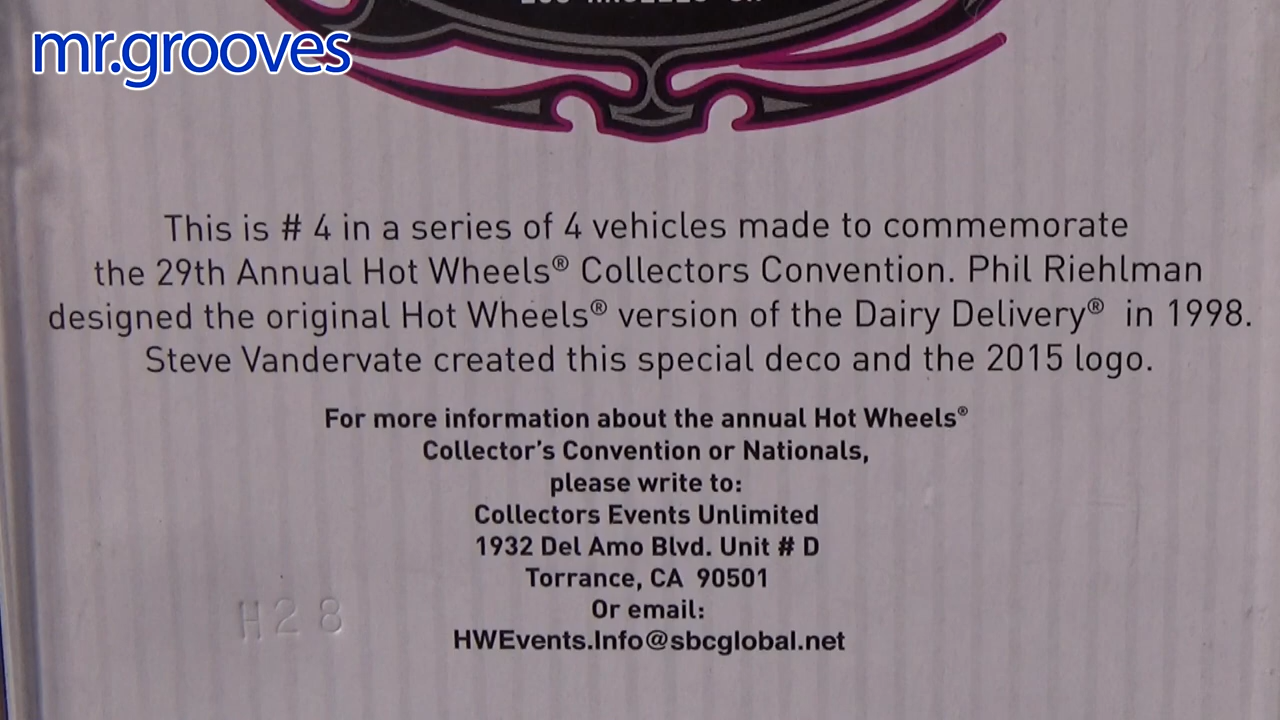 mr.grooves
This is # 4 in a series of 4 vehicles made to commemorate
the 29th Annual Hot Wheels® Collectors Convention. Phil Riehlman
designed the original Hot Wheels® version of the Dairy Delivery® in 1998.
Steve Vandervate created this special deco and the 2015 logo.
For more information about the annual Hot Wheels®
Collector's Convention or Nationals,
please write to:
Collectors Events Unlimited
1932 Del Amo Blvd. Unit # D
Torrance, CA 90501
Or email:
HWEvents.Info@sbcglobal.net
H28